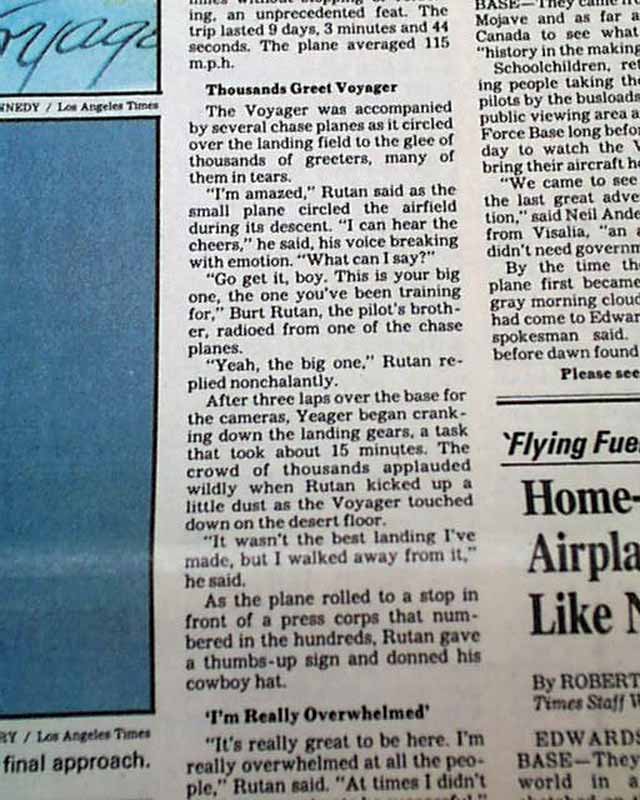 Voyage
NNEDY / Los Angeles Times
RY / Los Angeles Times
final approach.
ing, an unprecedented feat. The
trip lasted 9 days, 3 minutes and 44
seconds. The plane averaged 115
m.p.h.
Thousands Greet Voyager
The Voyager was accompanied
by several chase planes as it circled
over the landing field to the glee of
thousands of greeters, many of
them in tears.
"I'm amazed," Rutan said as the
small plane circled the airfield
during its descent. "I can hear the
cheers," he said, his voice breaking
with emotion. "What can I say?"
"Go get it, boy. This is your big
one, the one you've been training
for," Burt Rutan, the pilot's broth-
er, radioed from one of the chase
planes.
"Yeah, the big one," Rutan re-
plied nonchalantly.
After three laps over the base for
the cameras, Yeager began crank-
ing down the landing gears, a task
that took about 15 minutes. The
crowd of thousands applauded
wildly when Rutan kicked up a
little dust as the Voyager touched
down on the desert floor.
"It wasn't the best landing I've
made, but I walked away from it,"
he said.
As the plane rolled to a stop in
front of a press corps that num-
bered in the hundreds, Rutan gave
a thumbs-up sign and donned his
cowboy hat.
'I'm Really Overwhelmed'
"It's really great to be here. I'm
really overwhelmed at all the peo-
ple," Rutan said. "At times I didn't
BASE—They came fr
Mojave and as far a
Canada to see what
"history in the making
Schoolchildren, ret
ing people taking the
pilots by the busloads
public viewing area a
Force Base long befo
day to watch the V
bring their aircraft h
"We came to see
the last great adve
tion," said Neil Ande
from Visalia, "an a
didn't need governm
By the time th
plane first became
gray morning cloud
had come to Edwar
spokesman said.
before dawn found
Please see
'Flying Fue
Home-
Airpla
Like N
By ROBERT
Times Staff W
EDWARDS
BASE—They
world in a